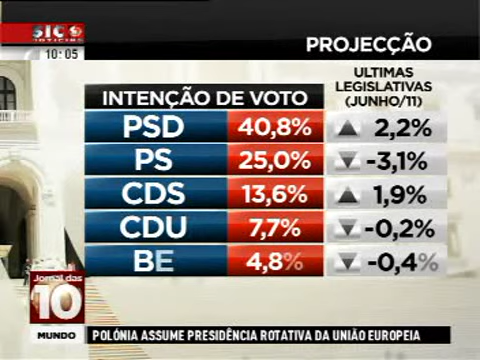 SIC
NOTÍCIAS
10:05
PROJECÇÃO
ULTIMAS
LEGISLATIVAS
(JUNHO/11)
INTENÇÃO DE VOTO
PSD 40,8% 2,2%
PS 25,0% -3,1%
CDS 13,6% 1,9%
CDU 7,7% -0,2%
BE 4,8% -0,4%
Jornal das
10
MUNDO POLÓNIA ASSUME PRESIDÊNCIA ROTATIVA DA UNIÃO EUROPEIA